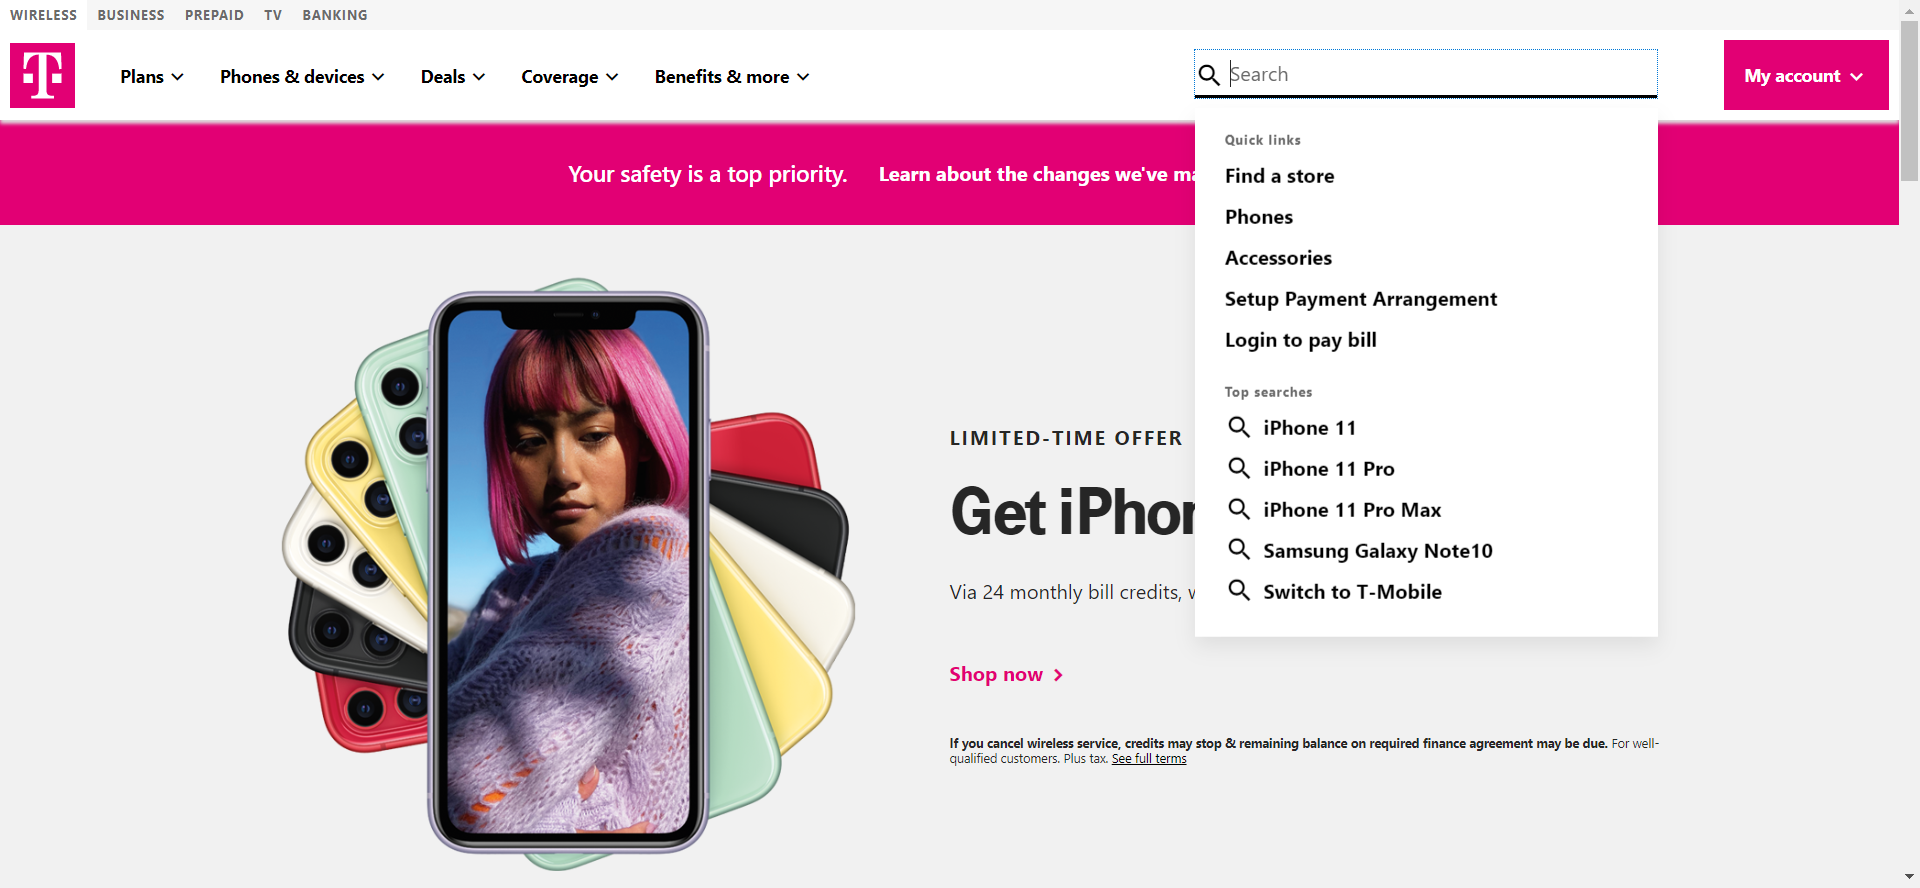 WIRELESS BUSINESS PREPAID TV BANKING
T
Plans Phones & devices Deals Coverage Benefits & more
Search
My account
Your safety is a top priority. Learn about the changes we've
Quick links
Find a store
Phones
Accessories
Setup Payment Arrangement
Login to pay bill
Top searches
iPhone 11
iPhone 11 Pro
iPhone 11 Pro Max
Samsung Galaxy Note10
Switch to T-Mobile
LIMITED-TIME OFFER
Get
Via 24 monthly bill credits,
Shop now
If you cancel wireless service, credits may stop & remaining balance on required finance agreement may be due. For well-
qualified customers. Plus tax. See full terms